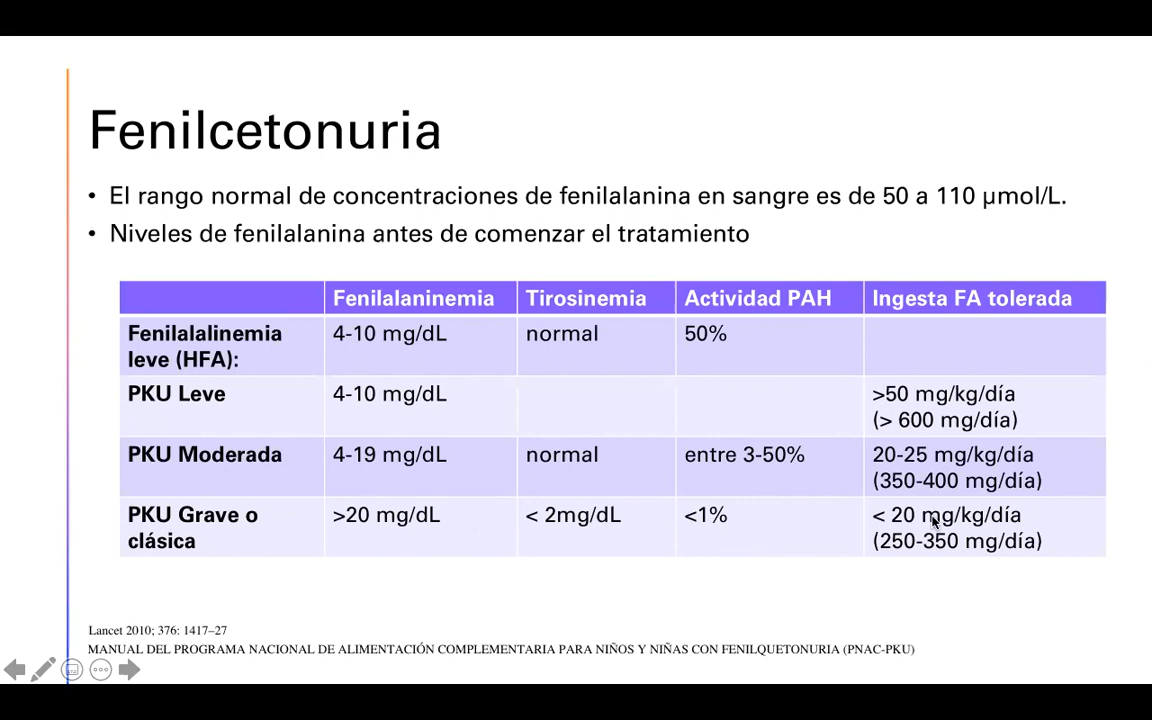 Fenilcetonuria
• El rango normal de concentraciones de fenilalanina en sangre es de 50 a 110 µmol/L.
• Niveles de fenilalanina antes de comenzar el tratamiento
Fenilalaninemia Tirosinemia Actividad PAH Ingesta FA tolerada
Fenilalalinemia leve (HFA): 4-10 mg/dL normal 50%
PKU Leve 4-10 mg/dL >50 mg/kg/día
(> 600 mg/día)
PKU Moderada 4-19 mg/dL normal entre 3-50% 20-25 mg/kg/día
(350-400 mg/día)
PKU Grave o clásica >20 mg/dL < 2mg/dL <1% < 20 mg/kg/día
(250-350 mg/día)
Lancet 2010; 376: 1417–27
MANUAL DEL PROGRAMA NACIONAL DE ALIMENTACIÓN COMPLEMENTARIA PARA NIÑOS Y NIÑAS CON FENILQUETONURIA (PNAC-PKU)